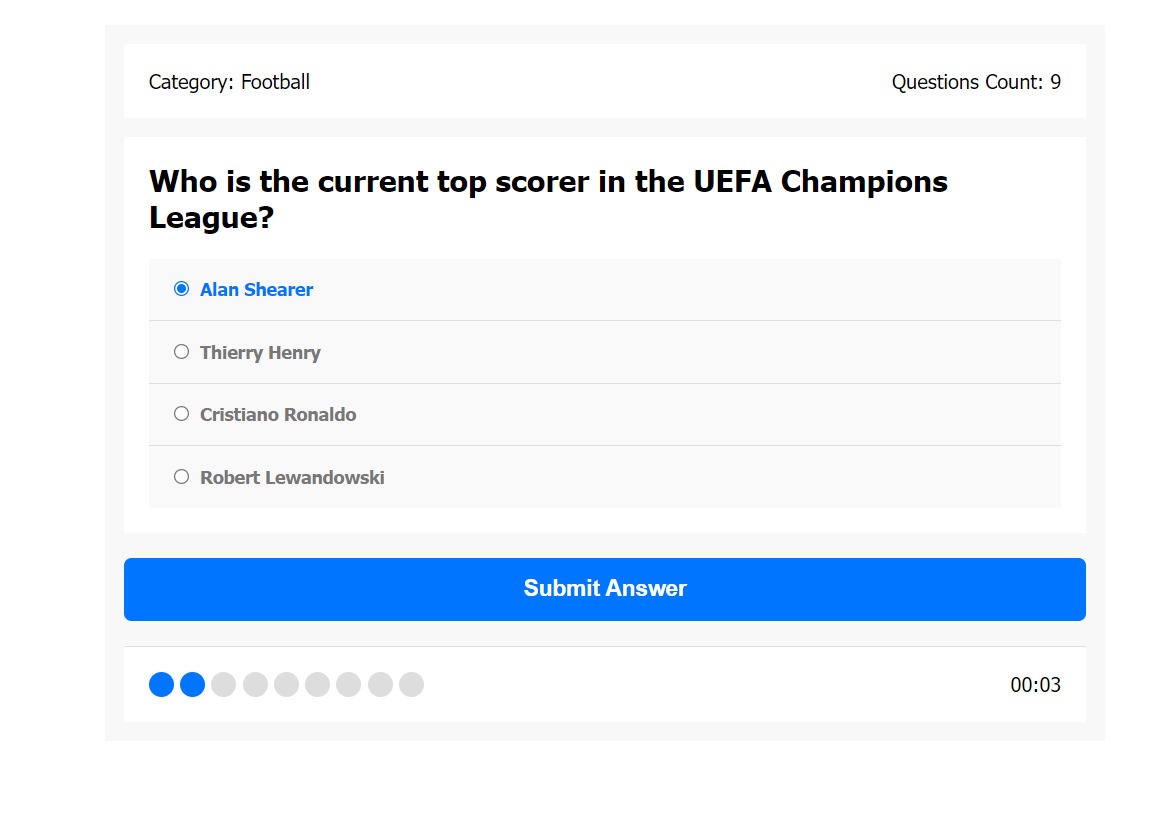 Category: Football
Questions Count: 9
Who is the current top scorer in the UEFA Champions
League?
Alan Shearer
Thierry Henry
Cristiano Ronaldo
Robert Lewandowski
Submit Answer
00:03